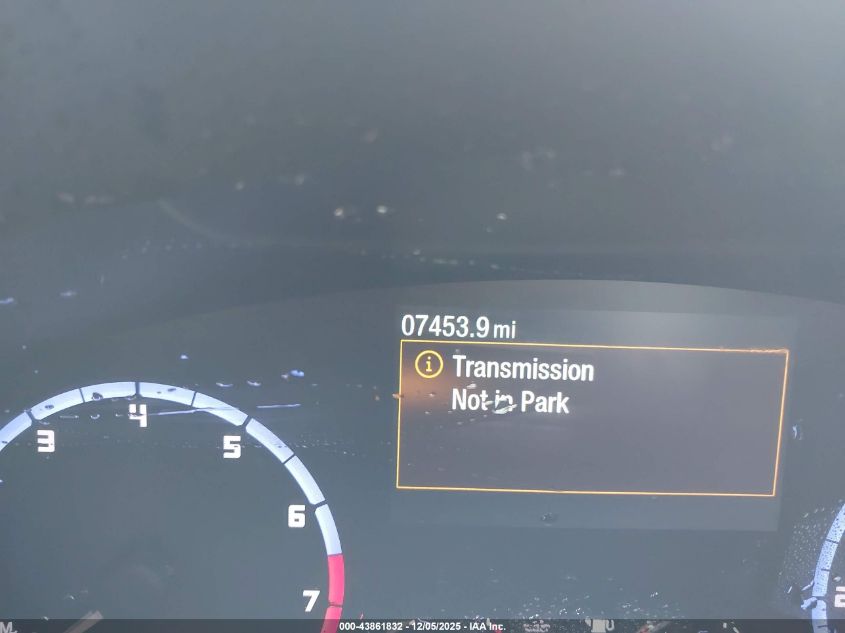 07453.9 mi
Transmission
Not in Park
3
4
5
6
7
2
M
000-43861832 - 12/05/2025 - IAA Inc.